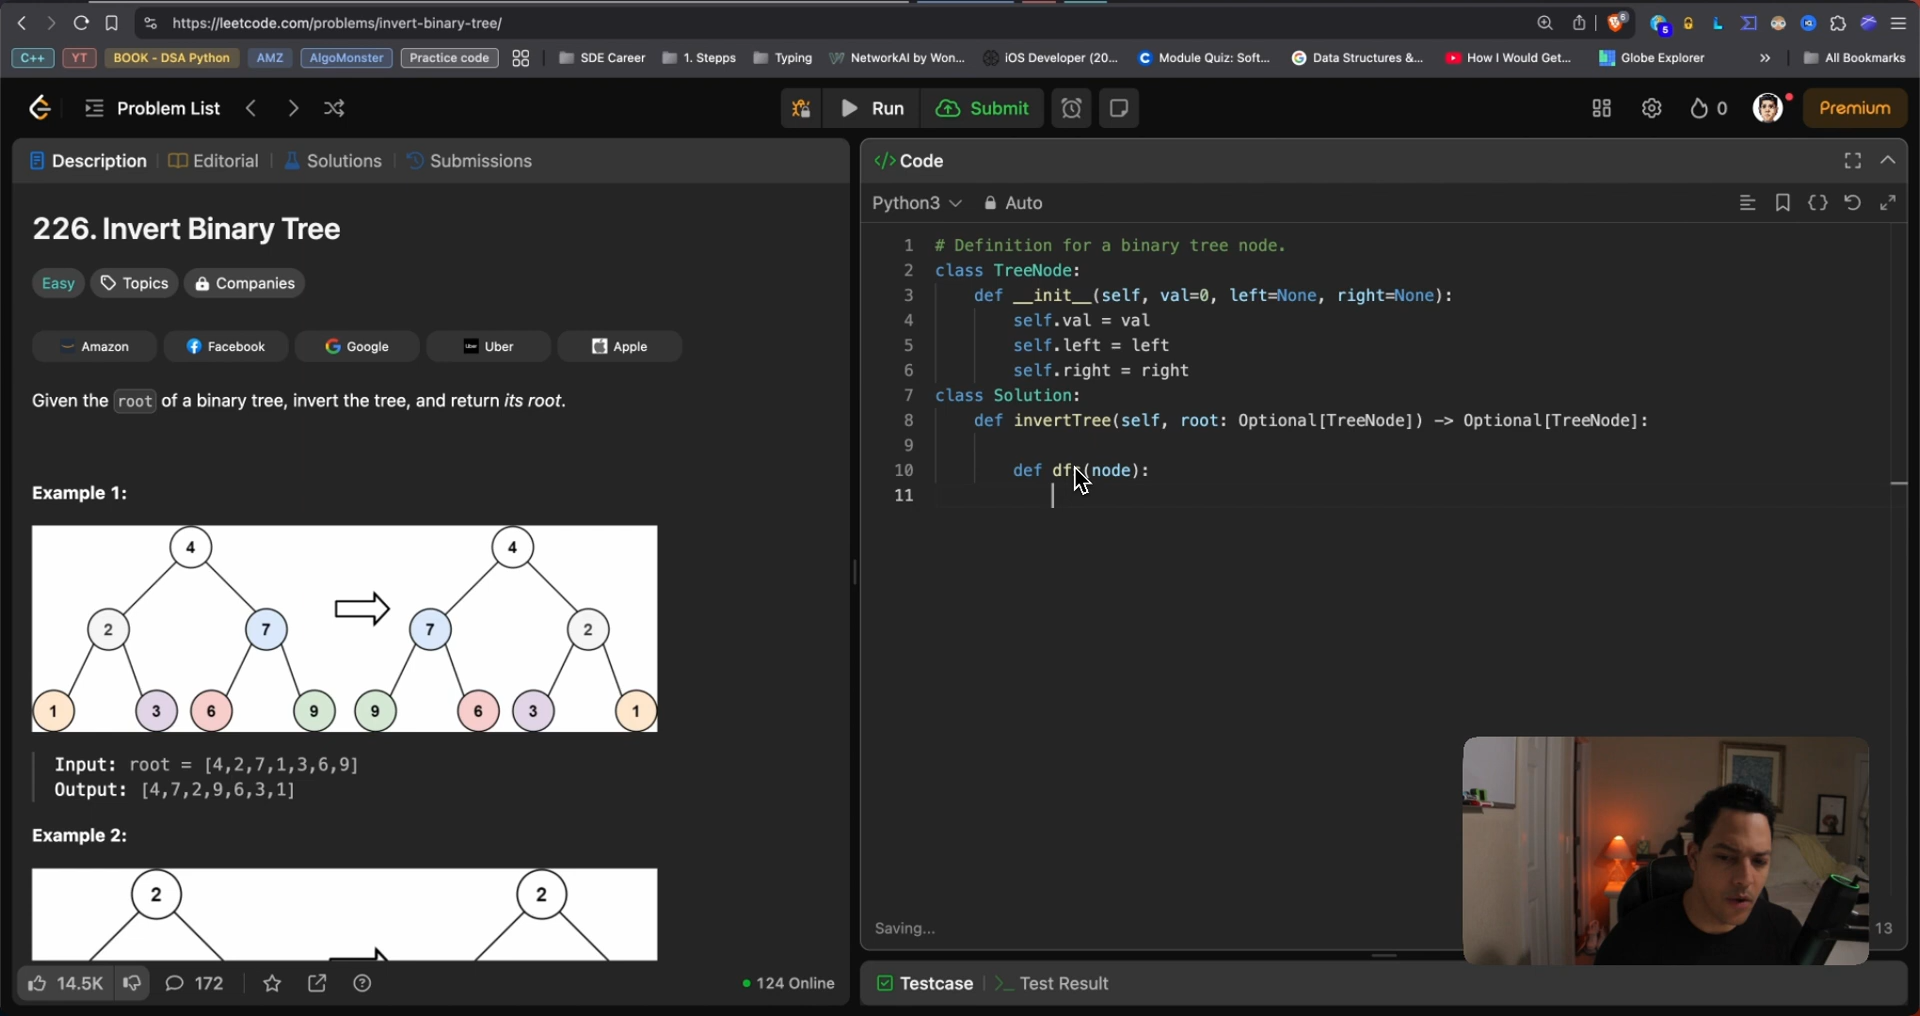 https://leetcode.com/problems/invert-binary-tree/
C++
YT
BOOK - DSA Python
AMZ
AlgoMonster
Practice code
SDE Career
1. Stepps
Typing
NetworkAI by Won...
iOS Developer (20...
Module Quiz: Soft...
Data Structures &...
How I Would Get...
Globe Explorer
»
All Bookmarks
Problem List
Run
Submit
0
Premium
Description
Editorial
Solutions
Submissions
226. Invert Binary Tree
Easy
Topics
Companies
Amazon
Facebook
Google
Uber
Apple
Given the root of a binary tree, invert the tree, and return its root.
Example 1:
4 4
2 7 7 2
1 3 6 9 9 6 3 1
Input: root = [4,2,7,1,3,6,9]
Output: [4,7,2,9,6,3,1]
Example 2:
2 2
14.5K
172
124 Online
</> Code
Python3
Auto
1 # Definition for a binary tree node.
2 class TreeNode:
3 def __init__(self, val=0, left=None, right=None):
4 self.val = val
5 self.left = left
6 self.right = right
7 class Solution:
8 def invertTree(self, root: Optional[TreeNode]) -> Optional[TreeNode]:
9
10 def dfs(node):
11
Saving...
13
Testcase
Test Result